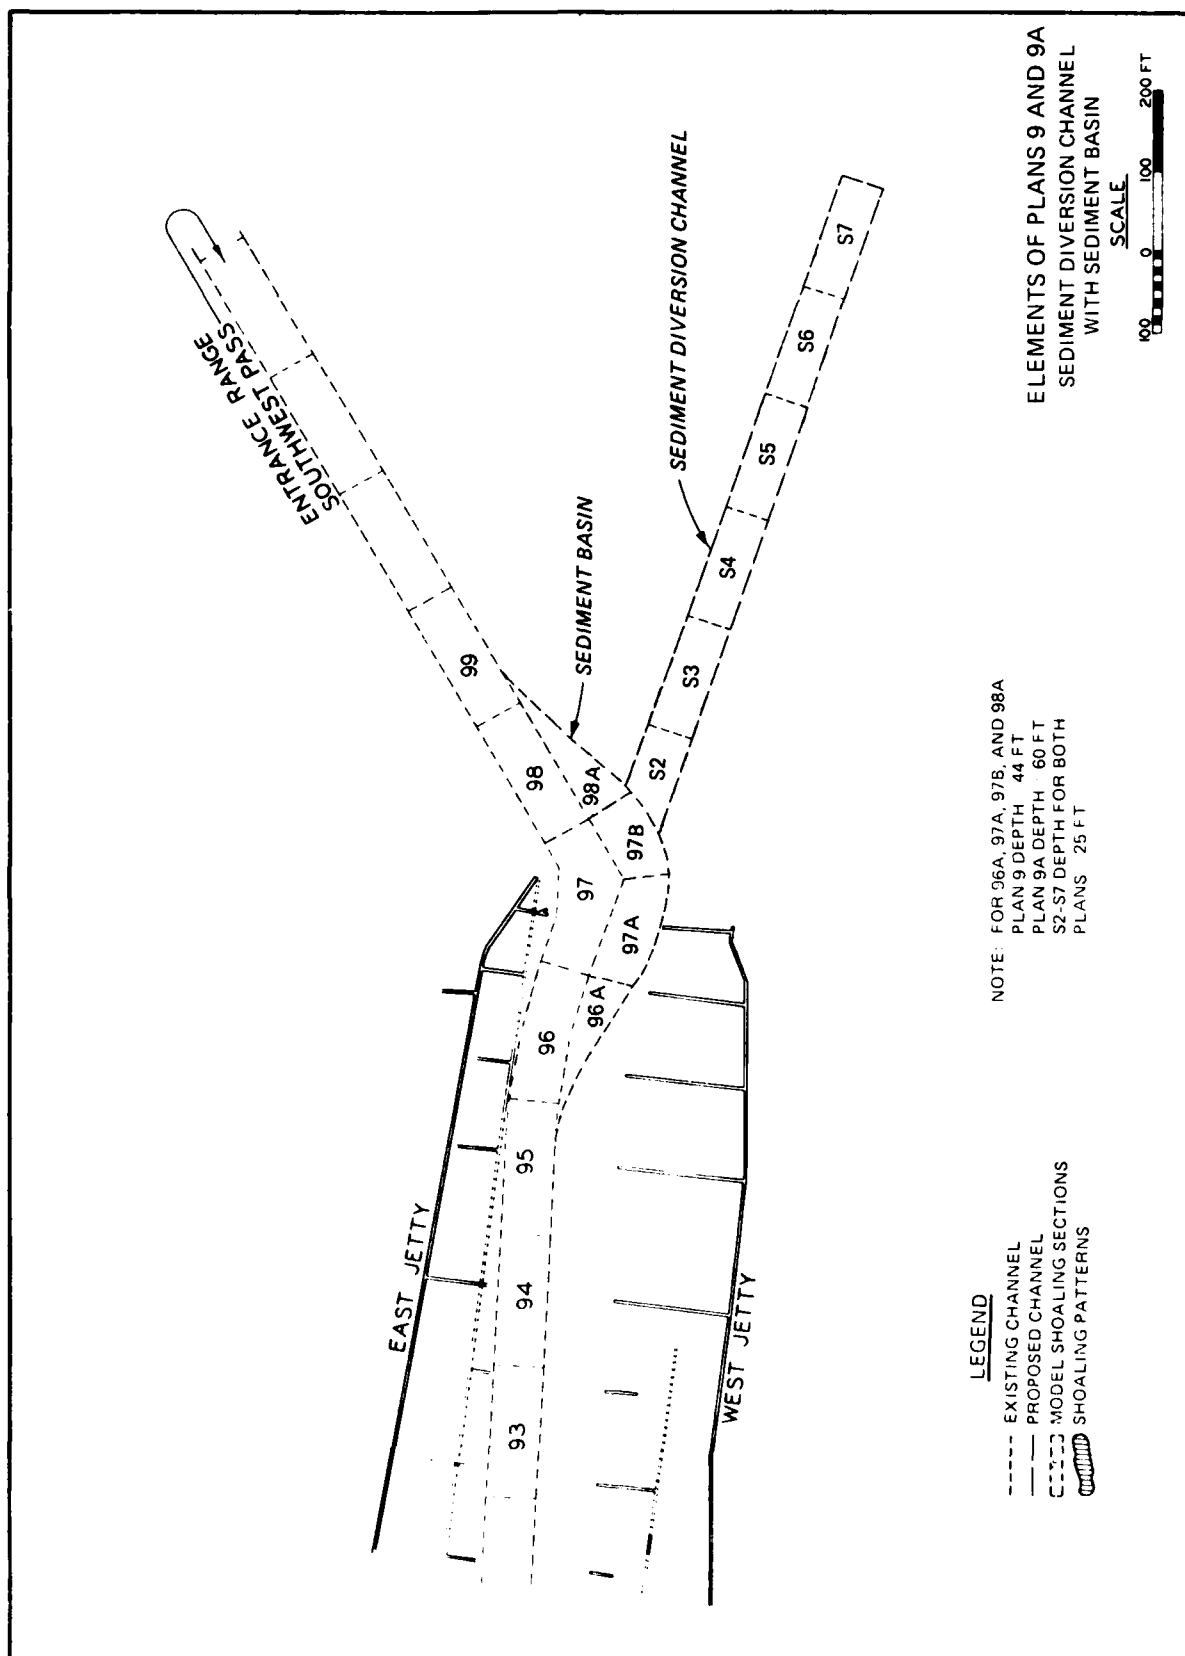 ENTRANCE RANGE
SOUTHWEST PASS
EAST JETTY
93
94
95
96
97
98
99
96A
97A
97B
98A
SEDIMENT BASIN
SEDIMENT DIVERSION CHANNEL
S2
S3
S4
S5
S6
S7
WEST JETTY
LEGEND
EXISTING CHANNEL
PROPOSED CHANNEL
MODEL SHOALING SECTIONS
SHOALING PATTERNS
NOTE: FOR 96A, 97A, 97B, AND 98A
PLAN 9 DEPTH 44 FT
PLAN 9A DEPTH 60 FT
S2-S7 DEPTH FOR BOTH
PLANS 25 FT
ELEMENTS OF PLANS 9 AND 9A
SEDIMENT DIVERSION CHANNEL
WITH SEDIMENT BASIN
SCALE
100 0 100 200 FT